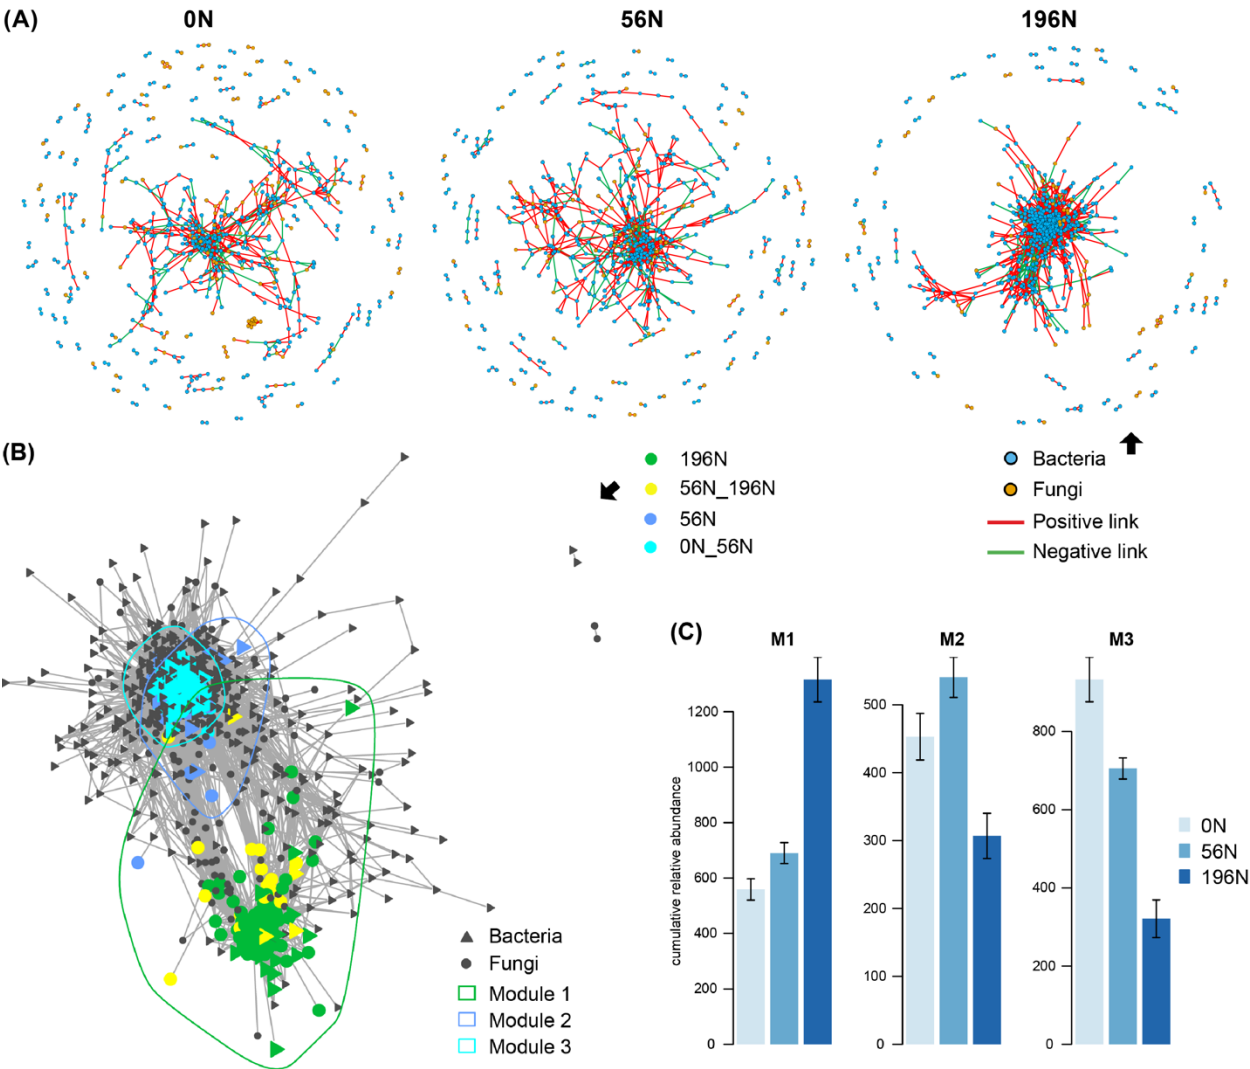 (A)
0N
56N
196N
(B)
196N
56N_196N
56N
0N_56N
Bacteria
Fungi
Positive link
Negative link
Bacteria
Fungi
Module 1
Module 2
Module 3
(C)
M1
M2
M3
cumulative relative abundance
1200
1000
800
600
400
200
0
500
400
300
200
100
0
800
600
400
200
0
0N
56N
196N